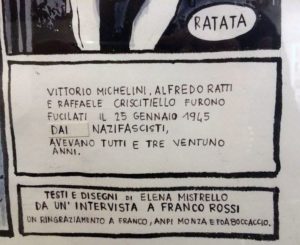 RATATA
VITTORIO MICHELINI, ALFREDO RATTI
E RAFFAELE CRISCITIELLO FURONO
FUCILATI IL 25 GENNAIO 1945
DAI NAZIFASCISTI,
AVEVANO TUTTI E TRE VENTUNO
ANNI.
TESTI E DISEGNI DI ELENA MISTRELLO
DA UN' INTERVISTA A FRANCO ROSSI
UN RINGRAZIAMENTO A FRANCO, ANPI MONZA E FOA BOCCACCIO.